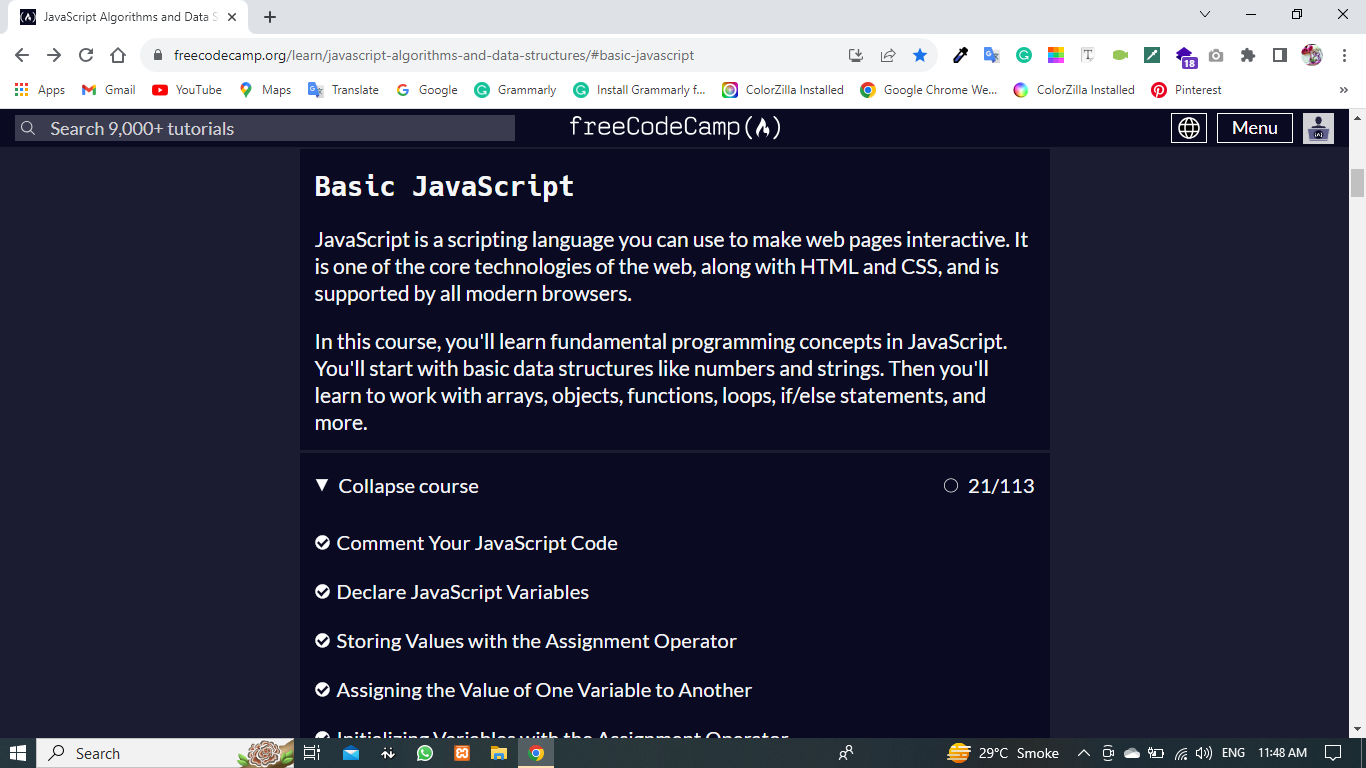 JavaScript Algorithms and Data S
freecodecamp.org/learn/javascript-algorithms-and-data-structures/#basic-javascript
18
Apps Gmail YouTube Maps Translate Google Grammarly Install Grammarly f... ColorZilla Installed Google Chrome We... ColorZilla Installed Pinterest »
Search 9,000+ tutorials freeCodeCamp Menu
Basic JavaScript
JavaScript is a scripting language you can use to make web pages interactive. It
is one of the core technologies of the web, along with HTML and CSS, and is
supported by all modern browsers.
In this course, you'll learn fundamental programming concepts in JavaScript.
You'll start with basic data structures like numbers and strings. Then you'll
learn to work with arrays, objects, functions, loops, if/else statements, and
more.
Collapse course 21/113
Comment Your JavaScript Code
Declare JavaScript Variables
Storing Values with the Assignment Operator
Assigning the Value of One Variable to Another
Initializing Variables with the Assignment Operator
Search 29°C Smoke ENG 11:48 AM